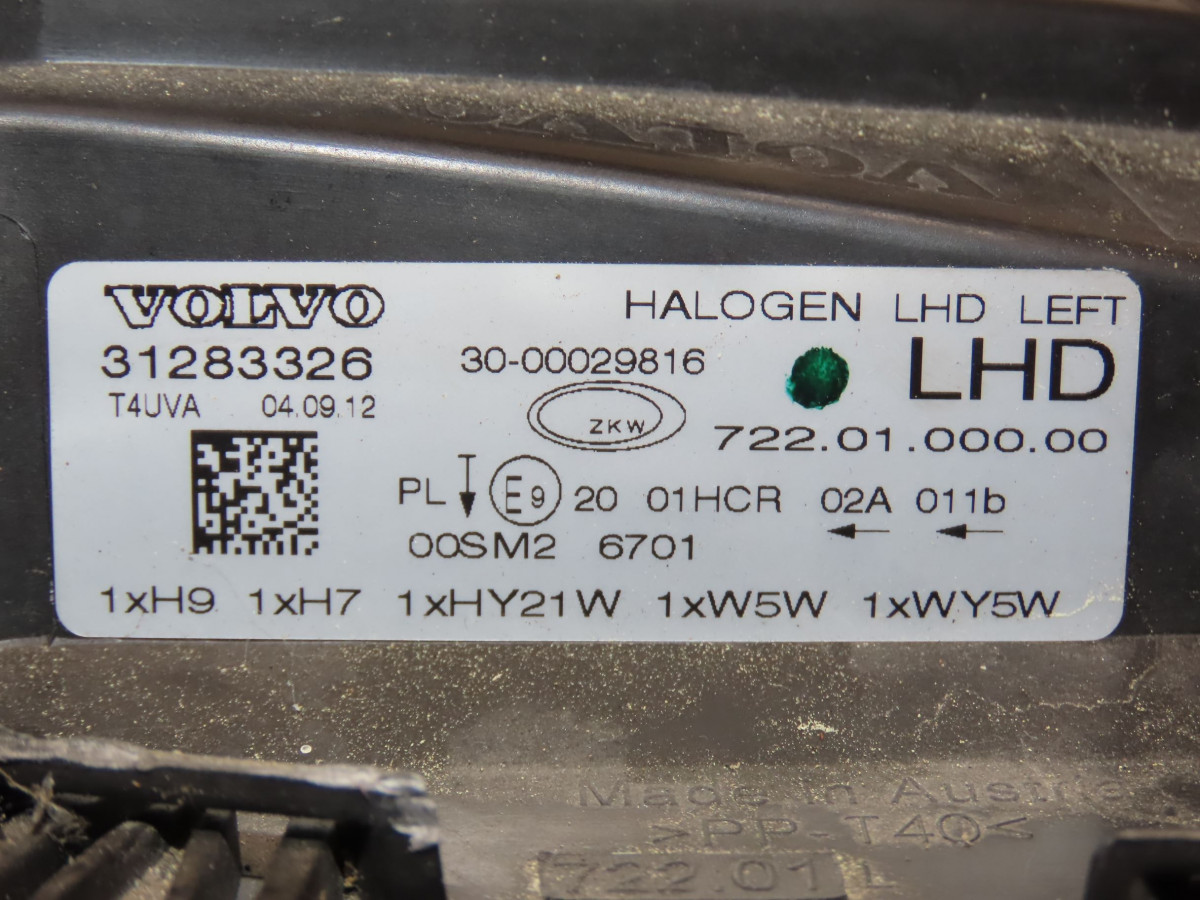 VOLVO
VOLVO HALOGEN LHD LEFT
31283326 30-00029816 LHD
T4UVA 04.09.12
ZKW
722.01.000.00
PL E9 20 01HCR 02A 011b
00SM2 6701
1xH9 1xH7 1xHY21W 1xW5W 1xWY5W
Made in Austria
>PP-T40<
722.01 L